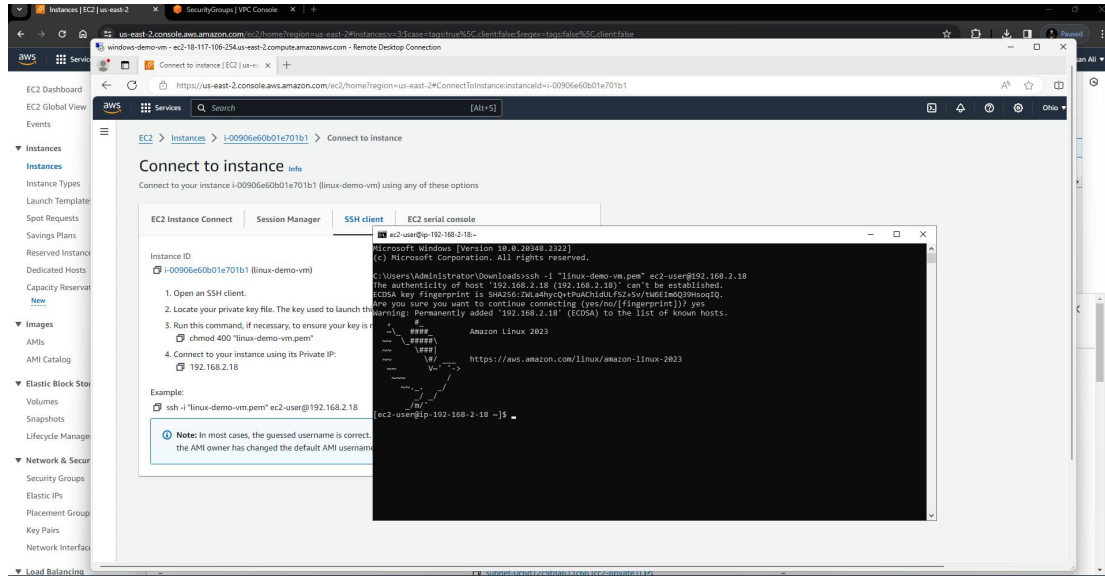 Instances | EC2 | us-east-2
SecurityGroups | VPC Console
us-east-2.console.aws.amazon.com/ec2/home?region=us-east-2#Instances:v=3;$case=tags:true%5C,client:false;$regex=tags:false%5C,client:false
Paused
windows-demo-vm - ec2-18-117-106-254.us-east-2.compute.amazonaws.com - Remote Desktop Connection
aws
Connect to instance | EC2 | us-e
https://us-east-2.console.aws.amazon.com/ec2/home?region=us-east-2#ConnectToInstance:instanceId=i-00906e60b01e701b1
aws
Services
Search
[Alt+S]
Ohio
EC2 Dashboard
EC2 Global View
Events
Instances
Instances
Instance Types
Launch Template
Spot Requests
Savings Plans
Reserved Instance
Dedicated Hosts
Capacity Reservat
New
Images
AMIs
AMI Catalog
Elastic Block Stor
Volumes
Snapshots
Lifecycle Manage
Network & Secur
Security Groups
Elastic IPs
Placement Group
Key Pairs
Network Interfac
Load Balancing
EC2 > Instances > i-00906e60b01e701b1 > Connect to instance
Connect to instance Info
Connect to your instance i-00906e60b01e701b1 (linux-demo-vm) using any of these options
EC2 Instance Connect
Session Manager
SSH client
EC2 serial console
Instance ID
i-00906e60b01e701b1 (linux-demo-vm)
1. Open an SSH client.
2. Locate your private key file. The key used to launch th
3. Run this command, if necessary, to ensure your key is r
chmod 400 "linux-demo-vm.pem"
4. Connect to your instance using its Private IP:
192.168.2.18
Example:
ssh -i "linux-demo-vm.pem" ec2-user@192.168.2.18
Note: In most cases, the guessed username is correct.
the AMI owner has changed the default AMI username
ec2-user@ip-192-168-2-18:~
Microsoft Windows [Version 10.0.20348.2322]
(c) Microsoft Corporation. All rights reserved.
C:\Users\Administrator\Downloads>ssh -i "linux-demo-vm.pem" ec2-user@192.168.2.18
The authenticity of host '192.168.2.18 (192.168.2.18)' can't be established.
ECDSA key fingerprint is SHA256:ZWLa4hycQ+tPuAChidULfSZ+Sv/tW6EIm6Q39HsoqIQ.
Are you sure you want to continue connecting (yes/no/[fingerprint])? yes
Warning: Permanently added '192.168.2.18' (ECDSA) to the list of known hosts.
Amazon Linux 2023
https://aws.amazon.com/linux/amazon-linux-2023
[ec2-user@ip-192-168-2-18 ~]$